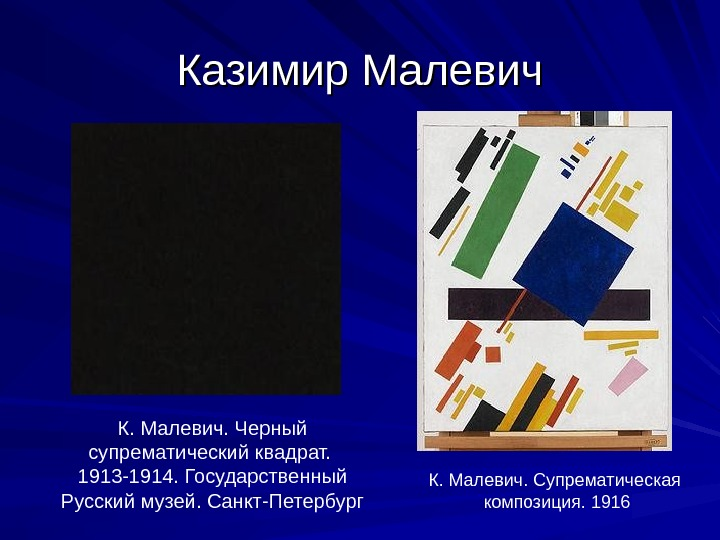 Казимир Малевич
К. Малевич. Черный
супрематический квадрат.
1913-1914. Государственный
Русский музей. Санкт-Петербург
К. Малевич. Супрематическая
композиция. 1916